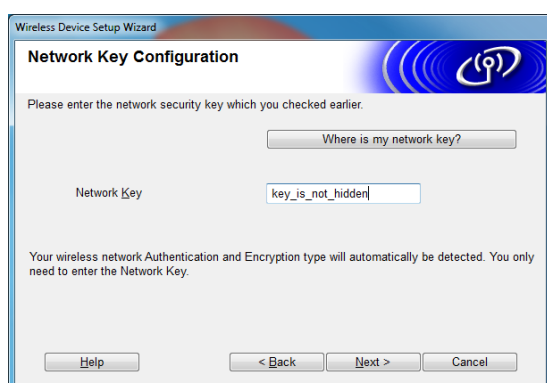 Wireless Device Setup Wizard
Network Key Configuration
Please enter the network security key which you checked earlier.
Where is my network key?
Network Key
key_is_not_hidden
Your wireless network Authentication and Encryption type will automatically be detected. You only
need to enter the Network Key.
Help
< Back
Next >
Cancel